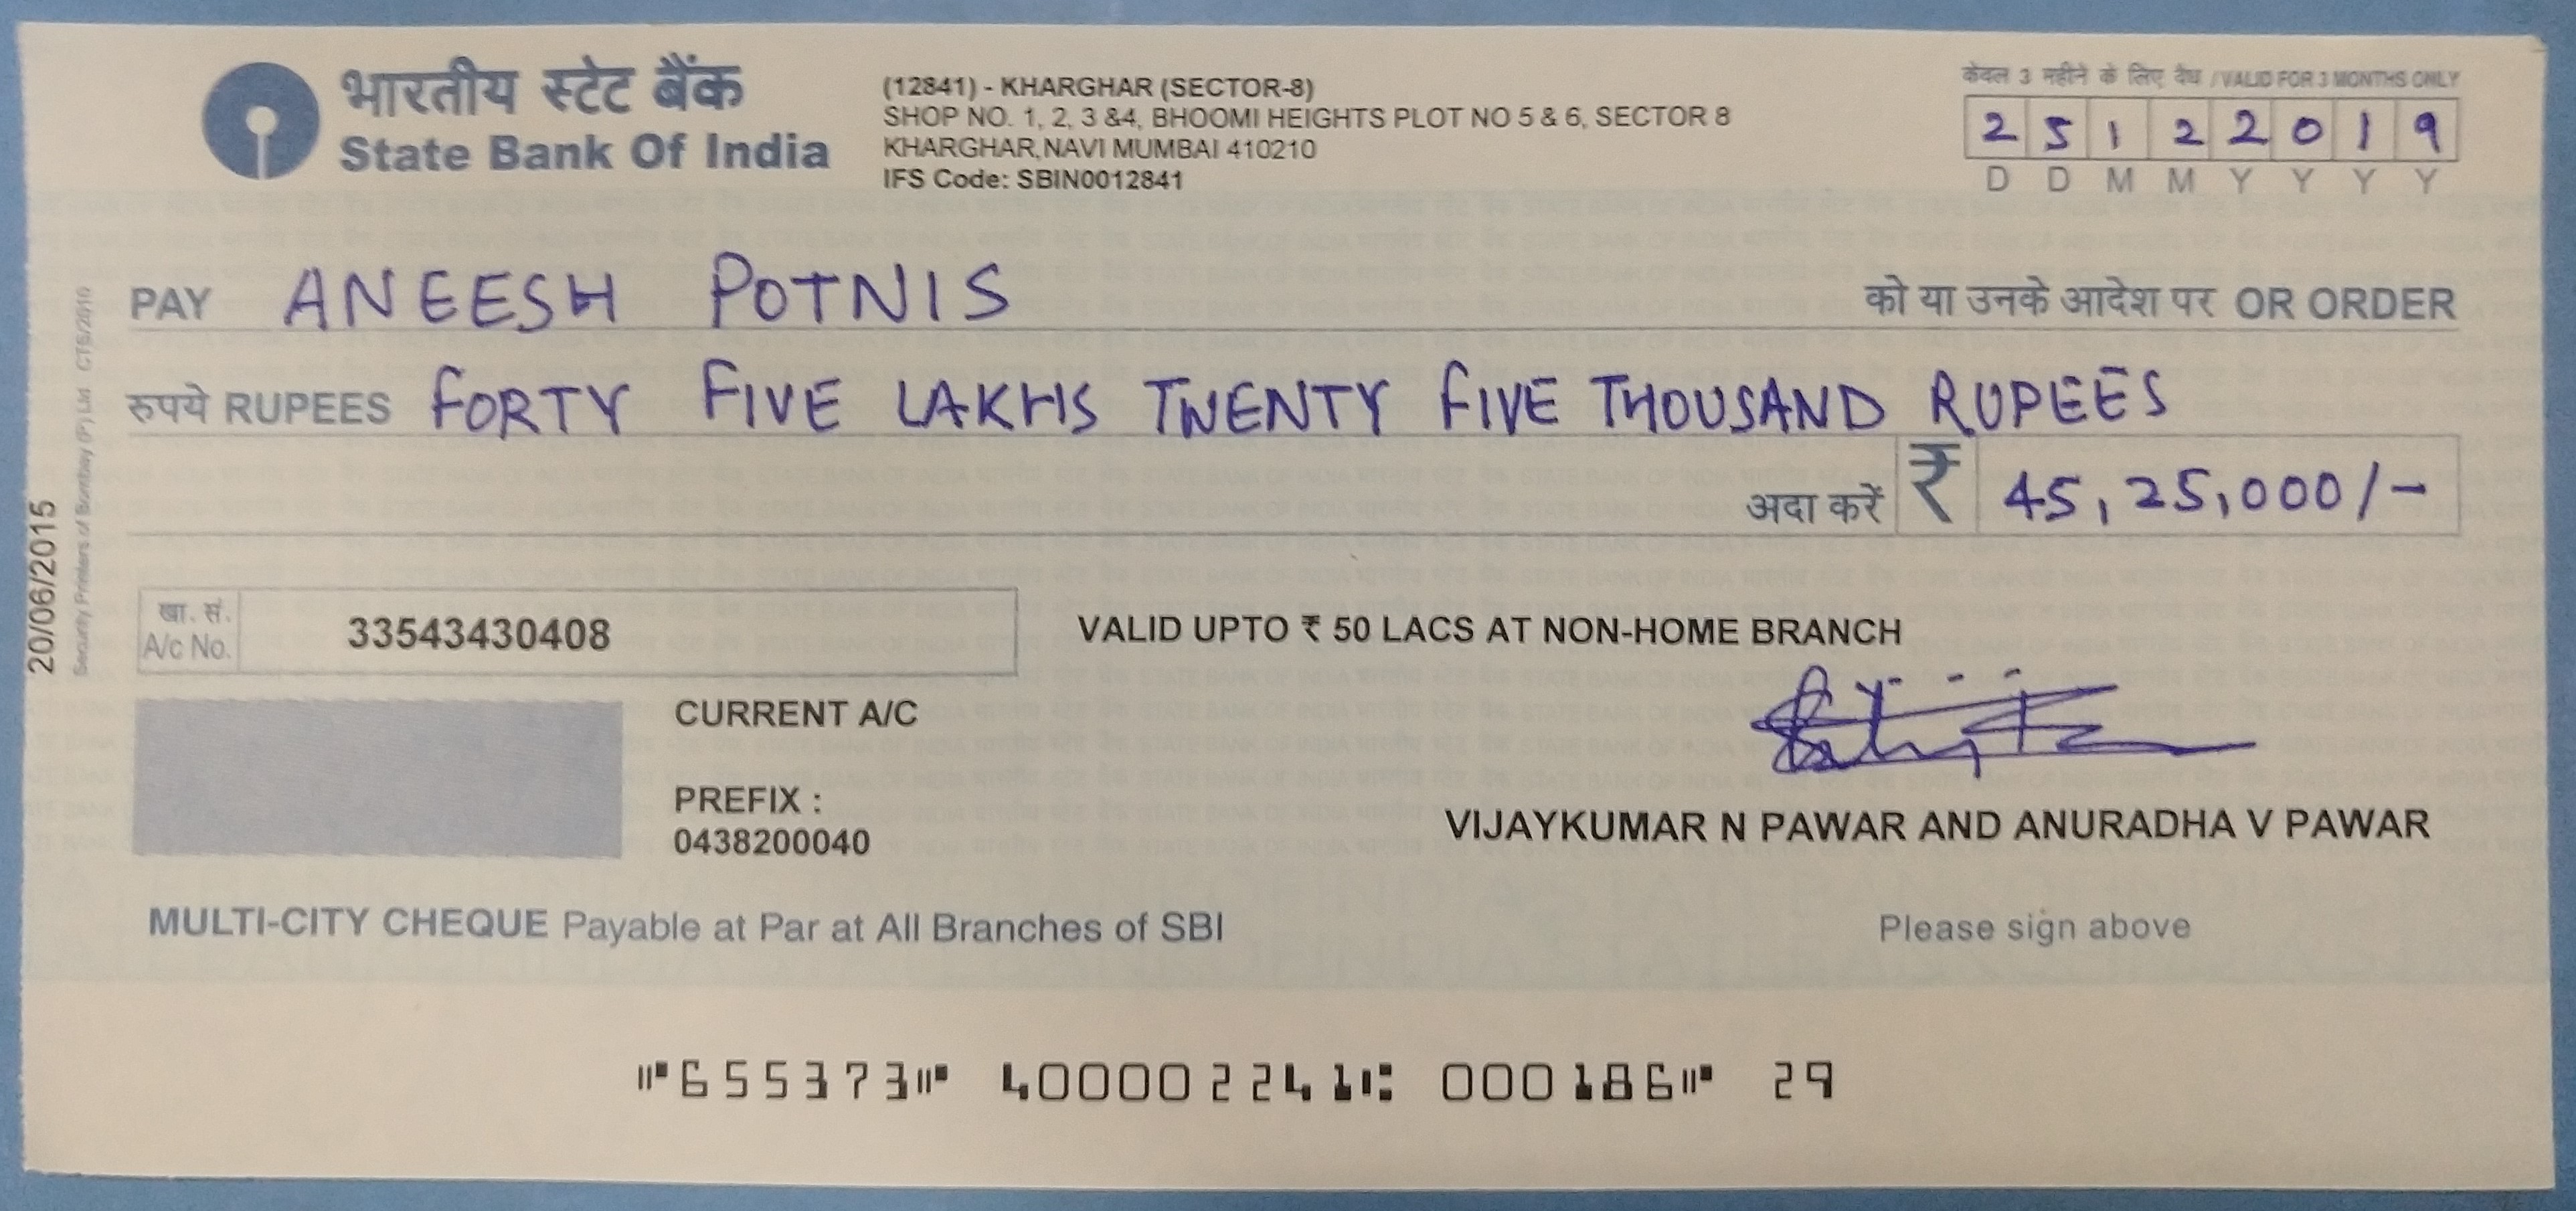 भारतीय स्टेट बैंक
State Bank Of India
(12841) - KHARGHAR (SECTOR-8)
SHOP NO. 1, 2, 3 &4, BHOOMI HEIGHTS PLOT NO 5 & 6, SECTOR 8
KHARGHAR,NAVI MUMBAI 410210
IFS Code: SBIN0012841
केवल 3 महीने के लिए वैध / VALID FOR 3 MONTHS ONLY
2 5 1 2 2 0 1 9
D D M M Y Y Y Y
PAY ANEESH POTNIS को या उनके आदेश पर OR ORDER
रुपये RUPEES FORTY FIVE LAKHS TWENTY FIVE THOUSAND RUPEES
अदा करें ₹ 45,25,000/-
खा. सं.
A/c No.
33543430408
VALID UPTO ₹ 50 LACS AT NON-HOME BRANCH
CURRENT A/C
PREFIX :
0438200040
VIJAYKUMAR N PAWAR AND ANURADHA V PAWAR
MULTI-CITY CHEQUE Payable at Par at All Branches of SBI
Please sign above
⑈655373⑈ 400002241⑆ 000186⑈ 29
20/06/2015
Security Printers of Bombay (P) Ltd CTS/2010